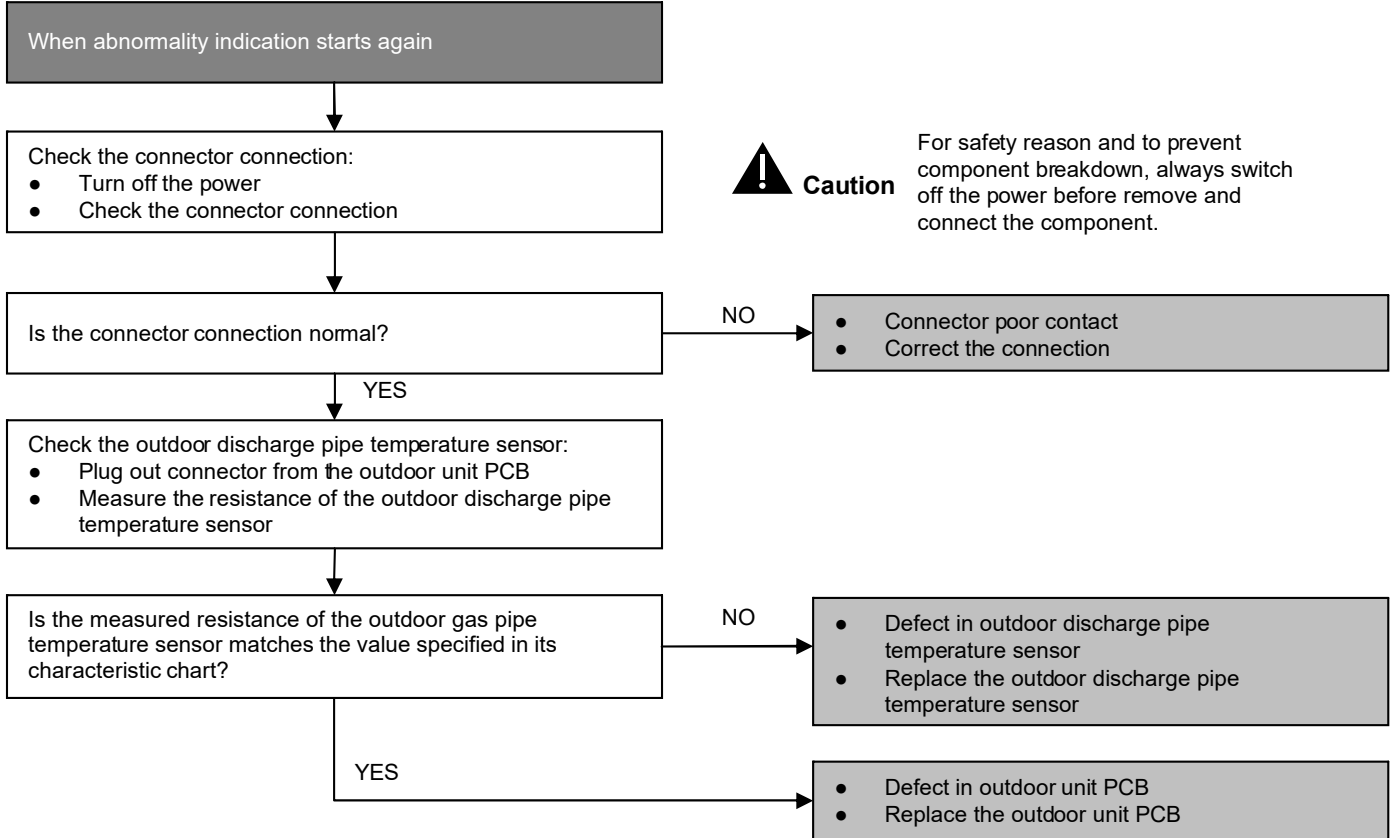 When abnormality indication starts again
Check the connector connection:
● Turn off the power
● Check the connector connection
Caution
For safety reason and to prevent
component breakdown, always switch
off the power before remove and
connect the component.
Is the connector connection normal?
NO
● Connector poor contact
● Correct the connection
YES
Check the outdoor discharge pipe temperature sensor:
● Plug out connector from the outdoor unit PCB
● Measure the resistance of the outdoor discharge pipe
temperature sensor
Is the measured resistance of the outdoor gas pipe
temperature sensor matches the value specified in its
characteristic chart?
NO
● Defect in outdoor discharge pipe
temperature sensor
● Replace the outdoor discharge pipe
temperature sensor
YES
● Defect in outdoor unit PCB
● Replace the outdoor unit PCB